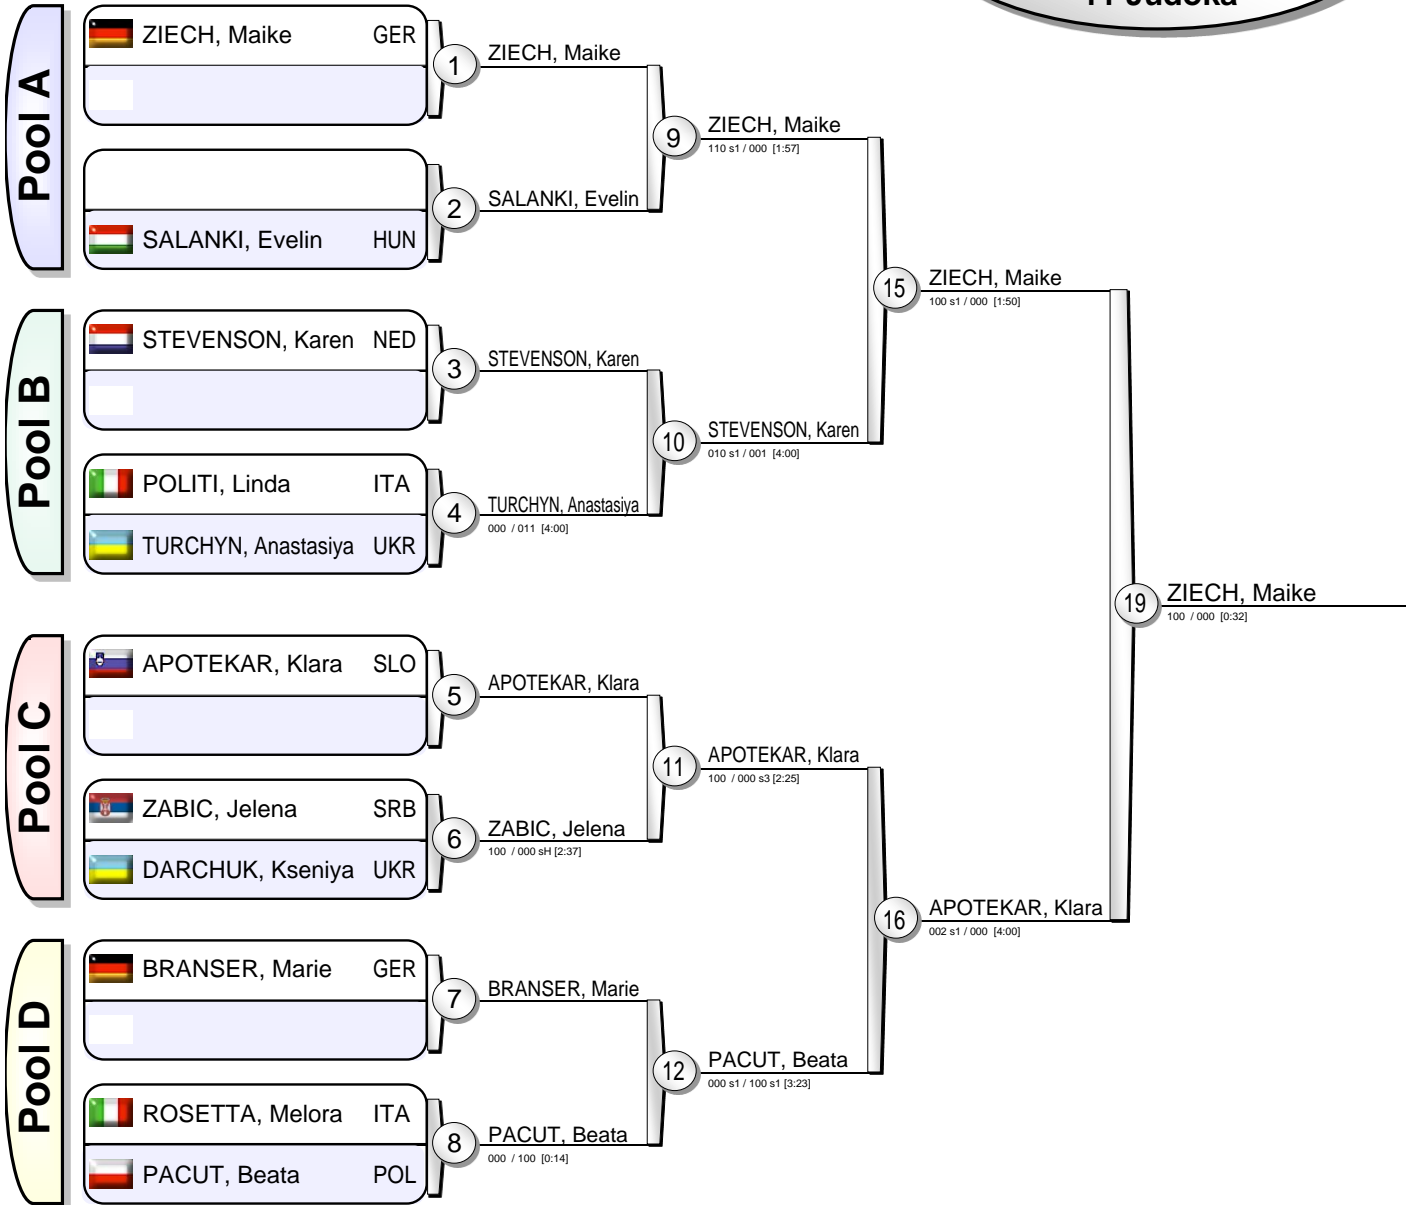 11 Judoka
Pool A
ZIECH, Maike GER
1
ZIECH, Maike
2
SALANKI, Evelin HUN
SALANKI, Evelin
9
ZIECH, Maike
110 s1 / 000 [1:57]
Pool B
STEVENSON, Karen NED
3
STEVENSON, Karen
POLITI, Linda ITA
4
TURCHYN, Anastasiya UKR
TURCHYN, Anastasiya
000 / 011 [4:00]
10
STEVENSON, Karen
010 s1 / 001 [4:00]
15
ZIECH, Maike
100 s1 / 000 [1:50]
Pool C
APOTEKAR, Klara SLO
5
APOTEKAR, Klara
ZABIC, Jelena SRB
6
DARCHUK, Kseniya UKR
ZABIC, Jelena
100 / 000 sH [2:37]
11
APOTEKAR, Klara
100 / 000 s3 [2:25]
Pool D
BRANSER, Marie GER
7
BRANSER, Marie
ROSETTA, Melora ITA
8
PACUT, Beata POL
PACUT, Beata
000 / 100 [0:14]
12
PACUT, Beata
000 s1 / 100 s1 [3:23]
16
APOTEKAR, Klara
002 s1 / 000 [4:00]
19
ZIECH, Maike
100 / 000 [0:32]